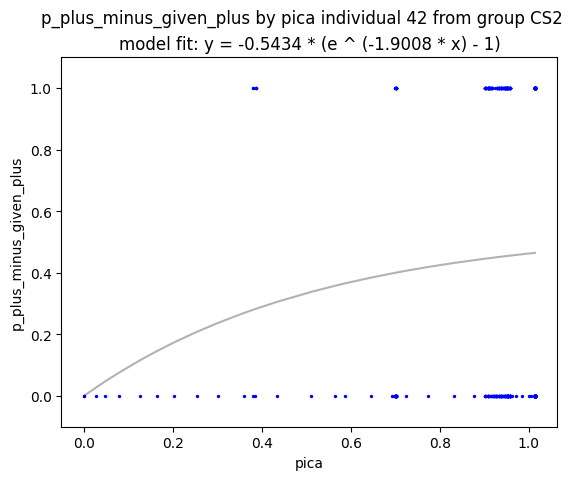 p_plus_minus_given_plus by pica individual 42 from group CS2
model fit: y = -0.5434 * (e ^ (-1.9008 * x) - 1)
p_plus_minus_given_plus
1.0
0.8
0.6
0.4
0.2
0.0
0.0 0.2 0.4 0.6 0.8 1.0
pica